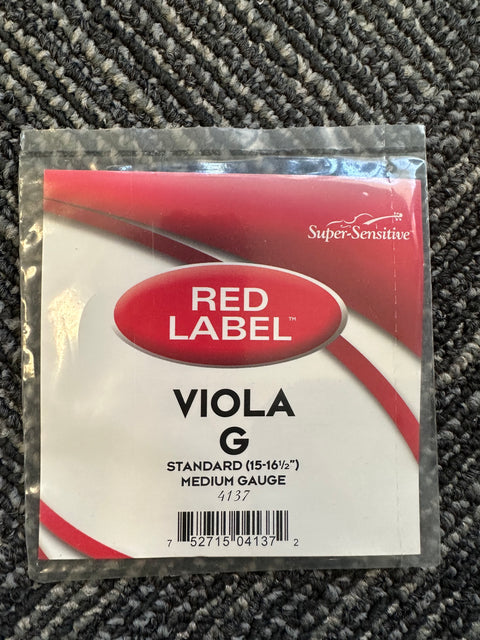 Super-Sensitive
RED
LABEL™
VIOLA
G
STANDARD (15-16½")
MEDIUM GAUGE
4137
7 52715 04137 2